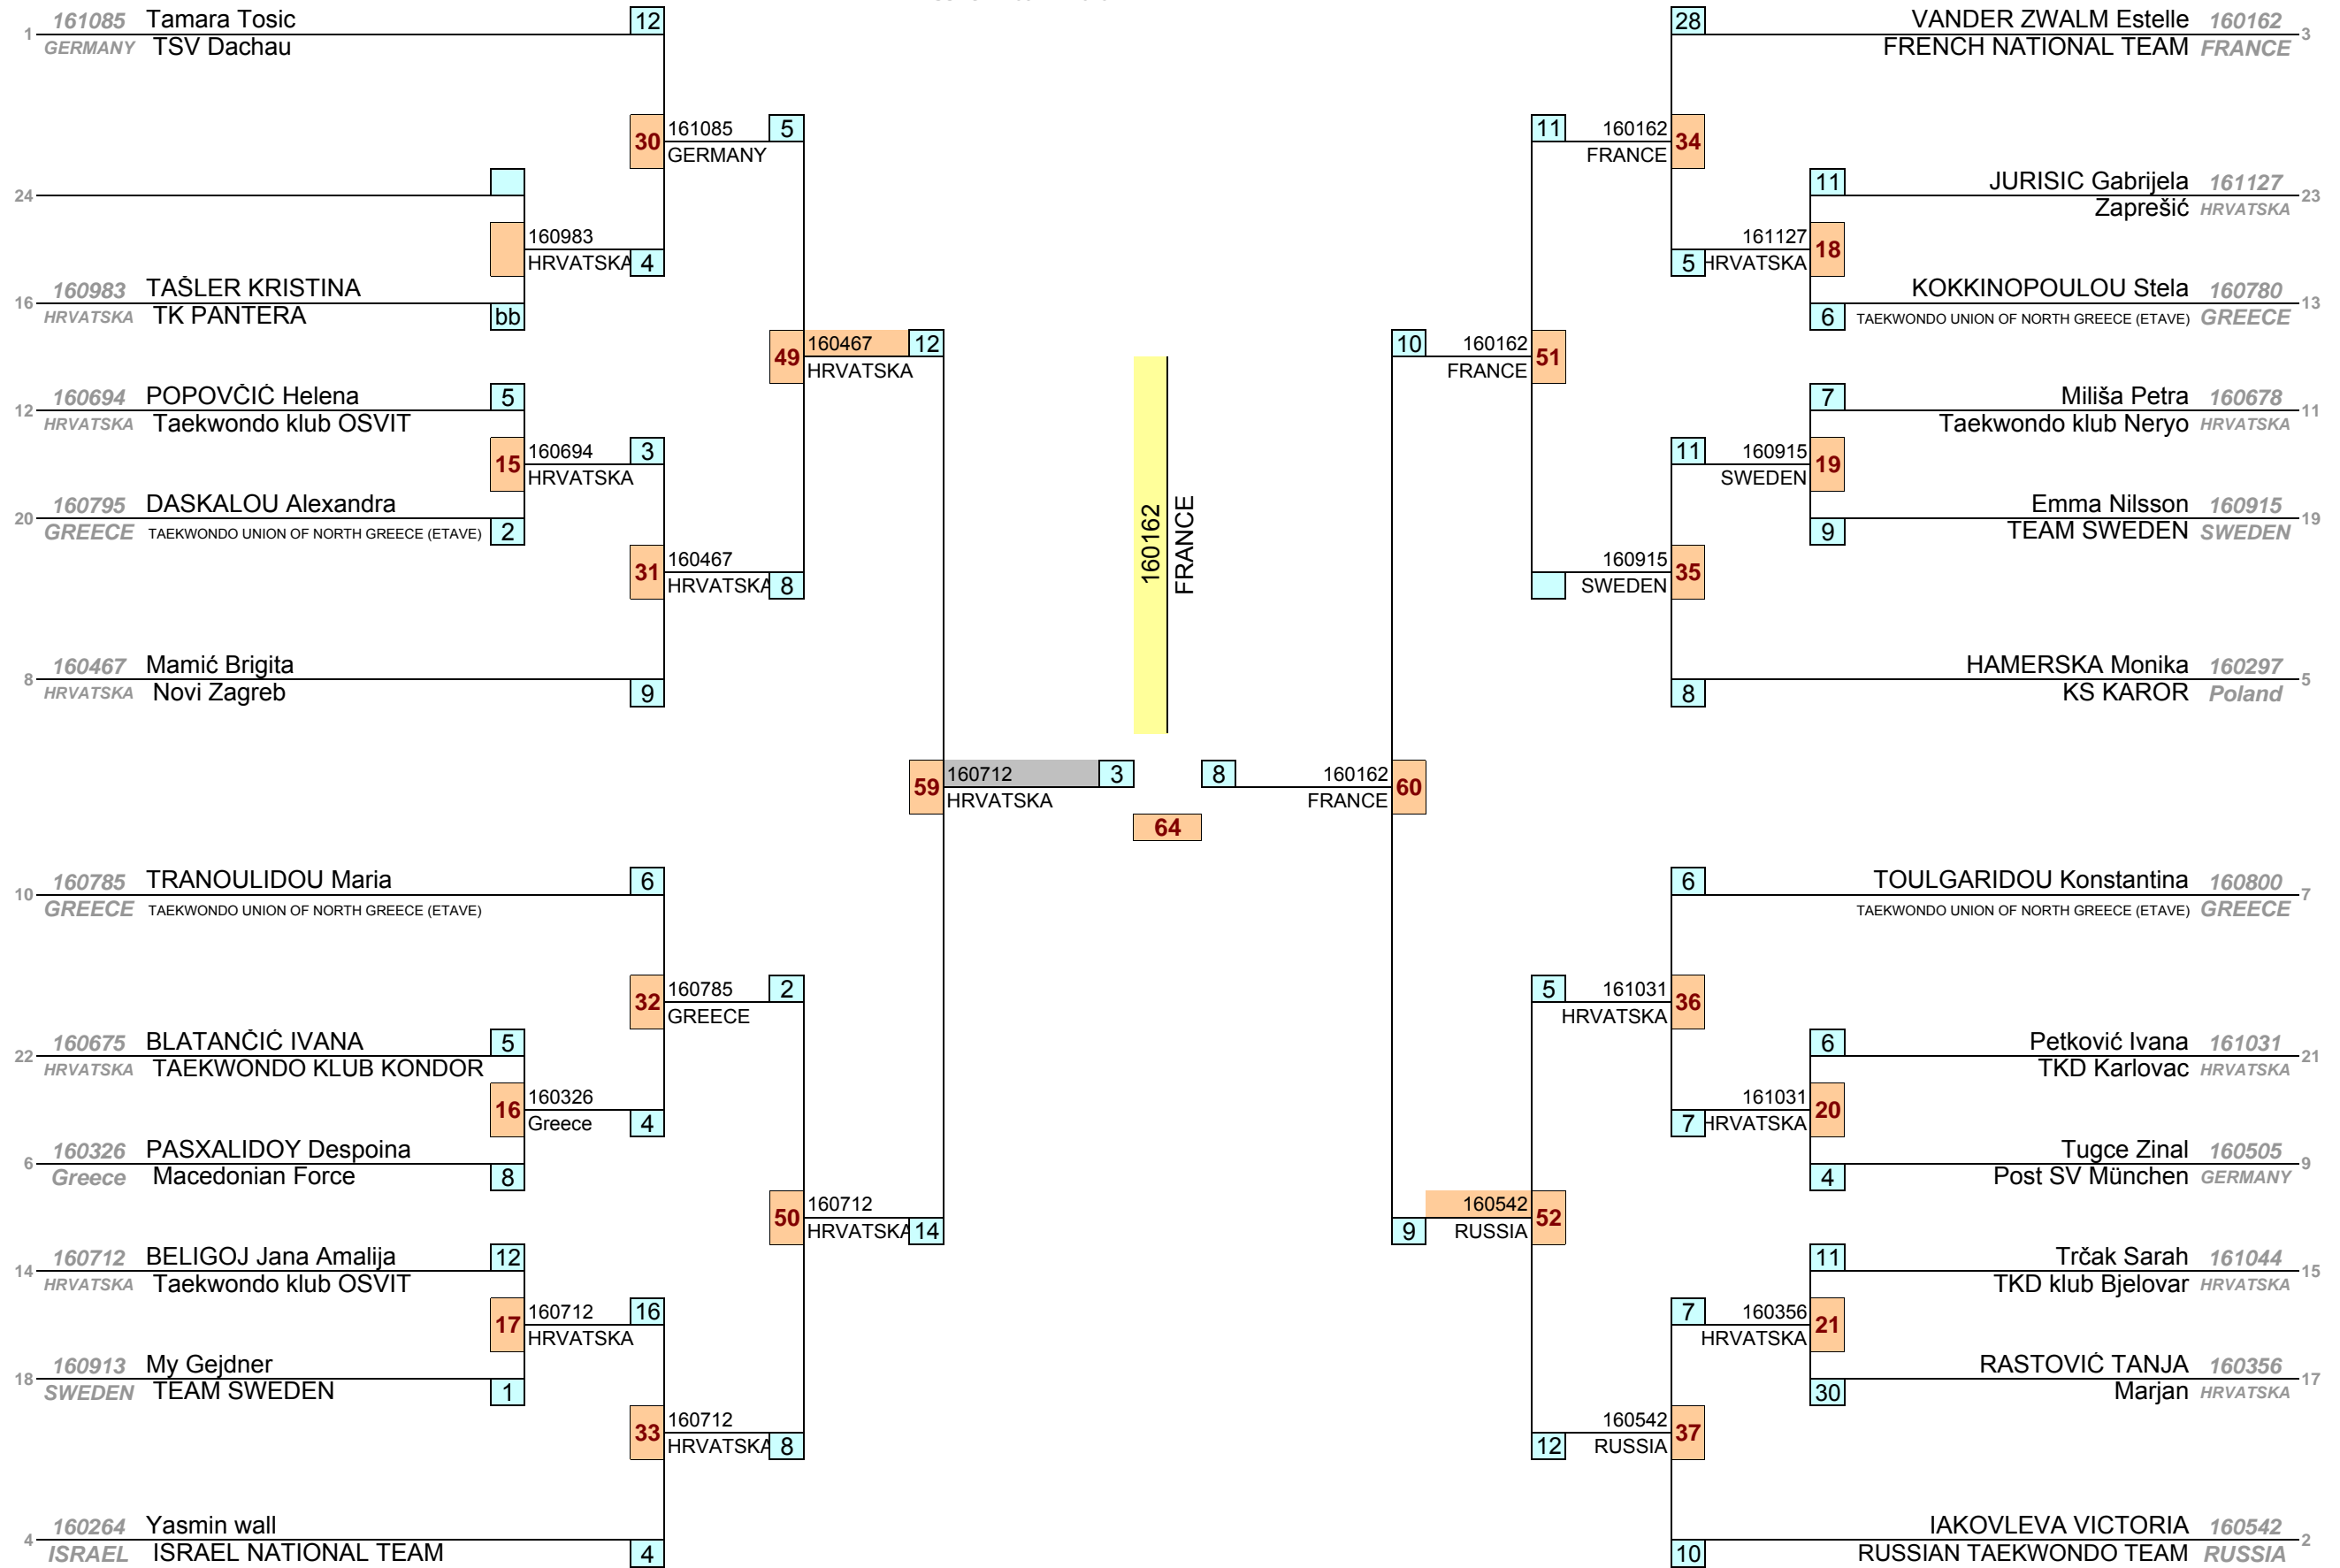 161085 Tamara Tosic 12
1 GERMANY TSV Dachau
30 161085 5
GERMANY
24
160983
HRVATSKA 4
160983 TAŠLER KRISTINA
16 HRVATSKA TK PANTERA bb
49 160467 12
HRVATSKA
160694 POPOVČIĆ Helena 5
12 HRVATSKA Taekwondo klub OSVIT
15 160694 3
HRVATSKA
160795 DASKALOU Alexandra
20 GREECE TAEKWONDO UNION OF NORTH GREECE (ETAVE) 2
31 160467
HRVATSKA 8
160467 Mamić Brigita
8 HRVATSKA Novi Zagreb 9
59 160712 3
HRVATSKA
160785 TRANOULIDOU Maria 6
10 GREECE TAEKWONDO UNION OF NORTH GREECE (ETAVE)
32 160785 2
GREECE
160675 BLATANČIĆ IVANA 5
22 HRVATSKA TAEKWONDO KLUB KONDOR
16 160326
Greece 4
160326 PASXALIDOY Despoina
6 Greece Macedonian Force 8
50 160712
HRVATSKA 14
160712 BELIGOJ Jana Amalija 12
14 HRVATSKA Taekwondo klub OSVIT
17 160712 16
HRVATSKA
160913 My Gejdner
18 SWEDEN TEAM SWEDEN 1
33 160712
HRVATSKA 8
160264 Yasmin wall
4 ISRAEL ISRAEL NATIONAL TEAM 4
160162
FRANCE
64
28 VANDER ZWALM Estelle 160162
FRENCH NATIONAL TEAM FRANCE 3
11 160162 34
FRANCE
11 JURISIC Gabrijela 161127
Zaprešić HRVATSKA 23
161127 18
5 HRVATSKA
KOKKINOPOULOU Stela 160780
6 TAEKWONDO UNION OF NORTH GREECE (ETAVE) GREECE 13
10 160162 51
FRANCE
7 Miliša Petra 160678
Taekwondo klub Neryo HRVATSKA 11
11 160915 19
SWEDEN
Emma Nilsson 160915
9 TEAM SWEDEN SWEDEN 19
160915 35
SWEDEN
HAMERSKA Monika 160297
8 KS KAROR Poland 5
8 160162 60
FRANCE
6 TOULGARIDOU Konstantina 160800
TAEKWONDO UNION OF NORTH GREECE (ETAVE) GREECE 7
5 161031 36
HRVATSKA
6 Petković Ivana 161031
TKD Karlovac HRVATSKA 21
161031 20
7 HRVATSKA
Tugce Zinal 160505
4 Post SV München GERMANY 9
160542 52
9 RUSSIA
11 Trčak Sarah 161044
TKD klub Bjelovar HRVATSKA 15
7 160356 21
HRVATSKA
RASTOVIĆ TANJA 160356
30 Marjan HRVATSKA 17
160542 37
12 RUSSIA
IAKOVLEVA VICTORIA 160542
10 RUSSIAN TAEKWONDO TEAM RUSSIA 2